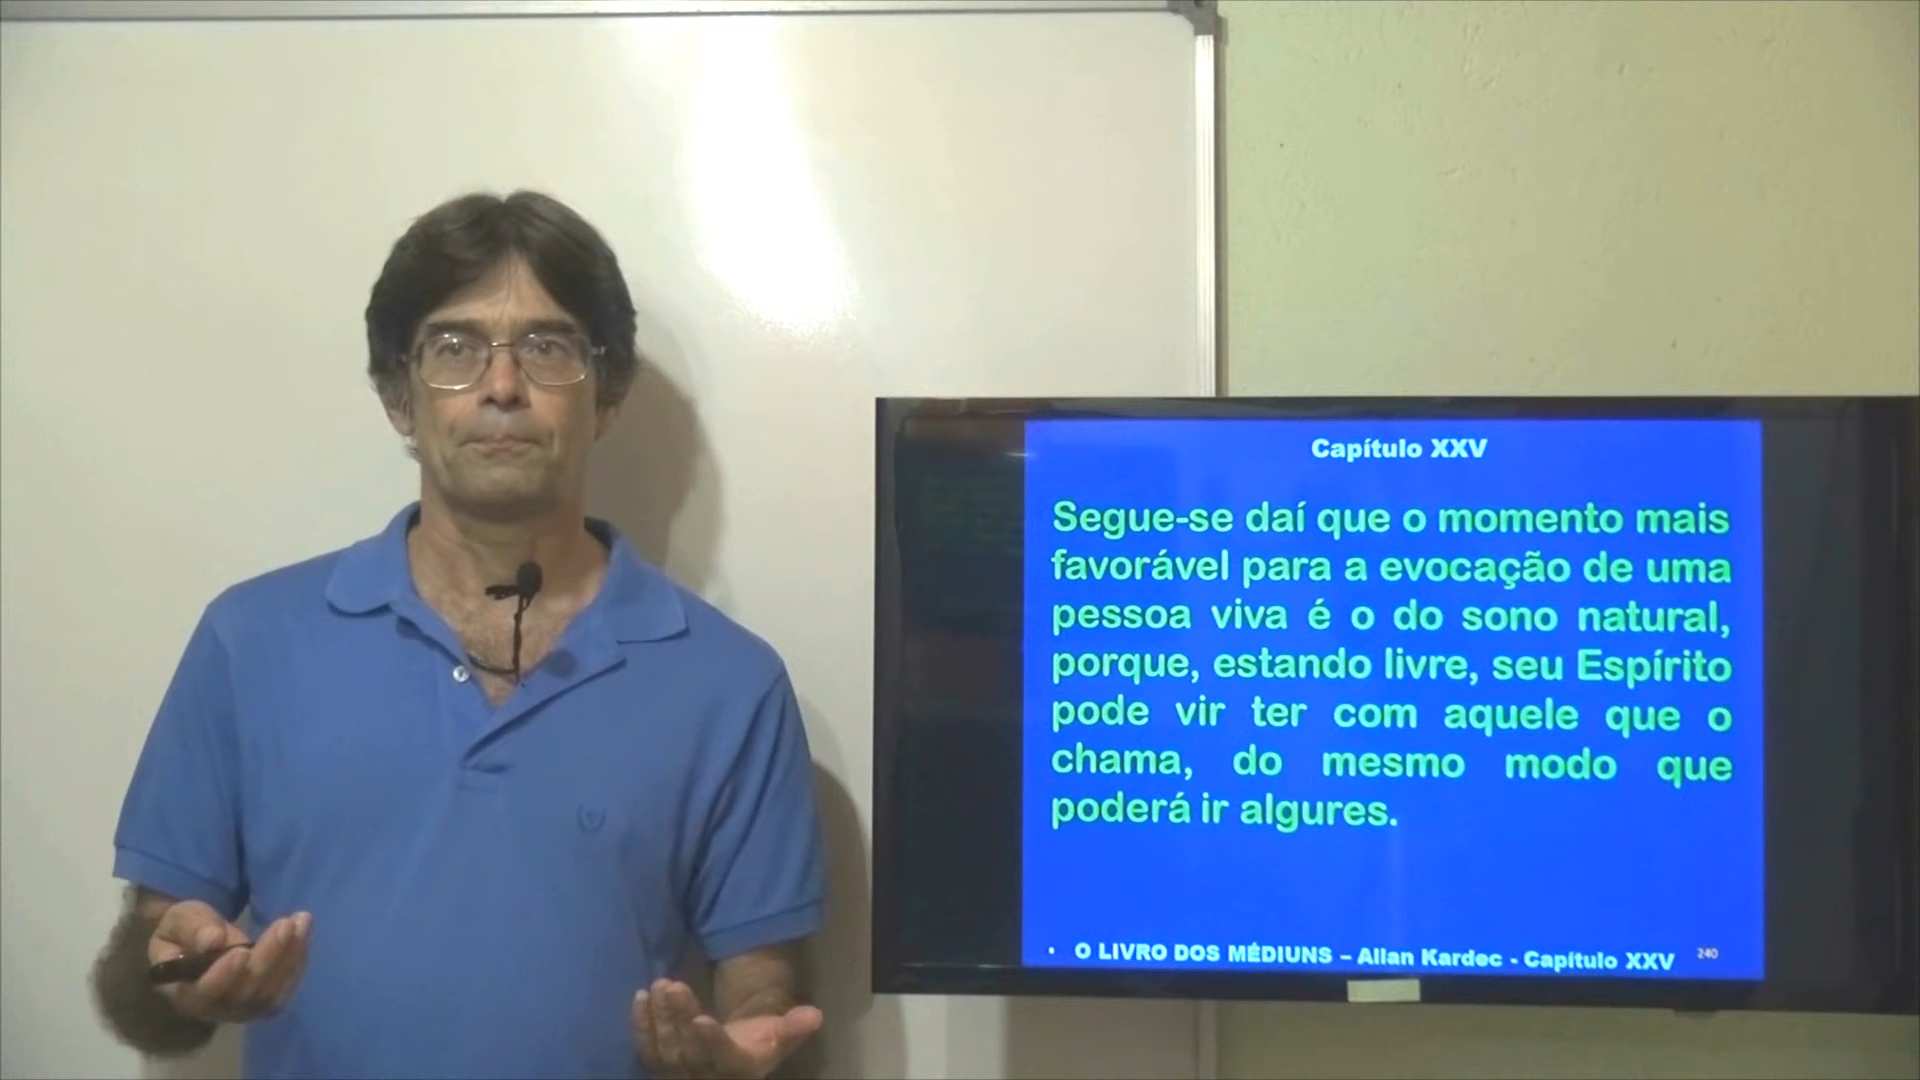 Capítulo XXV
Segue-se daí que o momento mais
favorável para a evocação de uma
pessoa viva é o do sono natural,
porque, estando livre, seu Espírito
pode vir ter com aquele que o
chama, do mesmo modo que
poderá ir algures.
• O LIVRO DOS MÉDIUNS – Allan Kardec - Capítulo XXV 240